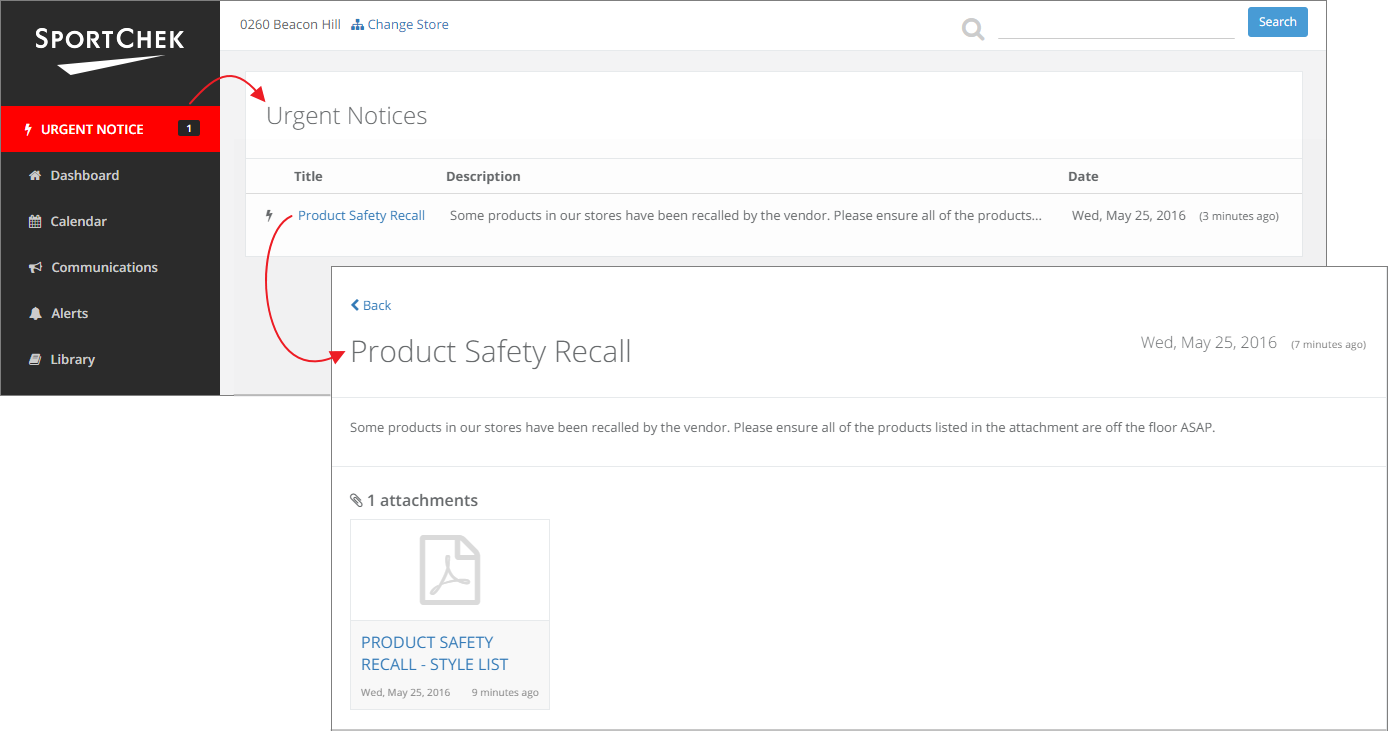 SPORTCHEK
0260 Beacon Hill Change Store
Search
URGENT NOTICE 1
Dashboard
Calendar
Communications
Alerts
Library
Urgent Notices
Title Description Date
Product Safety Recall Some products in our stores have been recalled by the vendor. Please ensure all of the products... Wed, May 25, 2016 (3 minutes ago)
Back
Product Safety Recall Wed, May 25, 2016 (7 minutes ago)
Some products in our stores have been recalled by the vendor. Please ensure all of the products listed in the attachment are off the floor ASAP.
1 attachments
PRODUCT SAFETY
RECALL - STYLE LIST
Wed, May 25, 2016 9 minutes ago